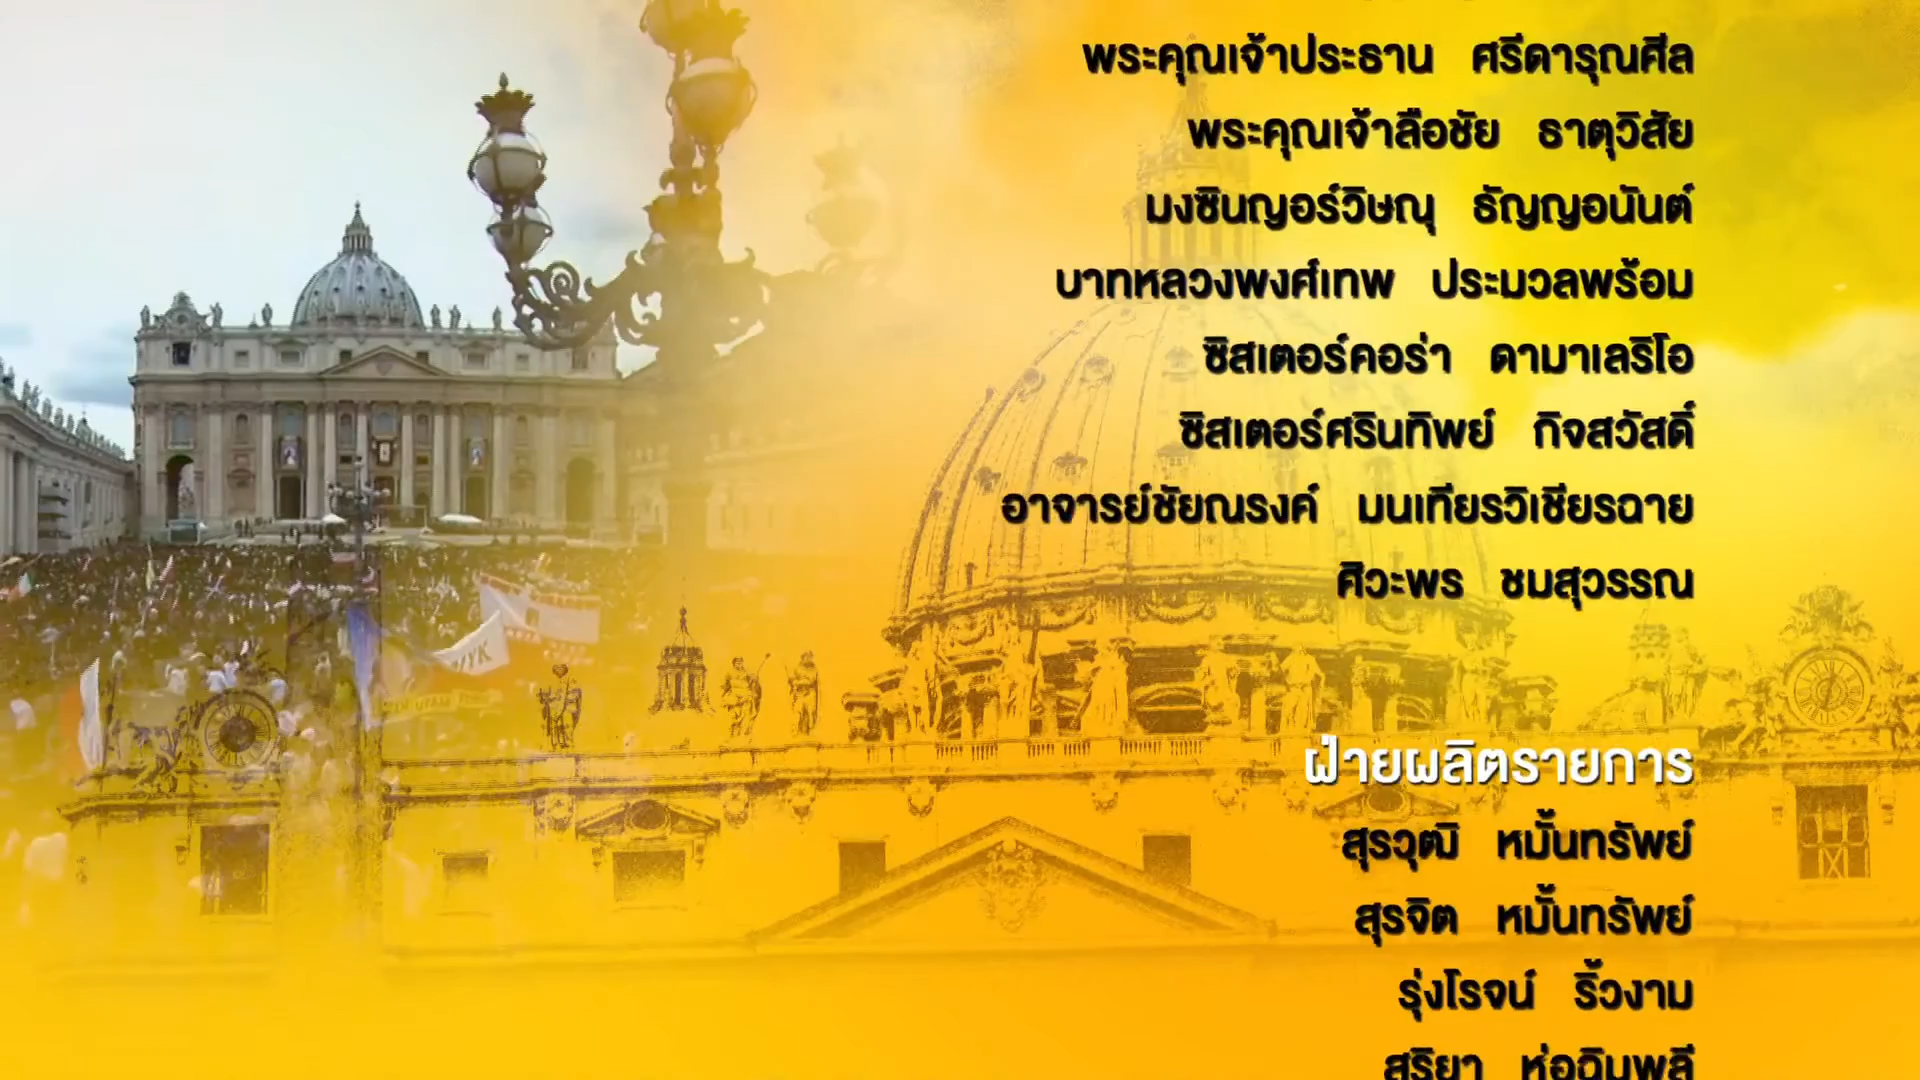 พระคุณเจ้าประธาน ศรีดารุณศีล
พระคุณเจ้าลือชัย ธาตุวิสัย
มงซินญอร์วิษณุ ธัญญอนันต์
บาทหลวงพงศ์เทพ ประมวลพร้อม
ซิสเตอร์คอร่า ดามาเลริโอ
ซิสเตอร์ศรินทิพย์ กิจสวัสดิ์
อาจารย์ชัยณรงค์ มนเทียรวิเชียรฉาย
ศิวะพร ชมสุวรรณ
ฝ่ายผลิตรายการ
สุรวุฒิ หมั้นทรัพย์
สุรจิต หมั้นทรัพย์
รุ่งโรจน์ ริ้วงาม